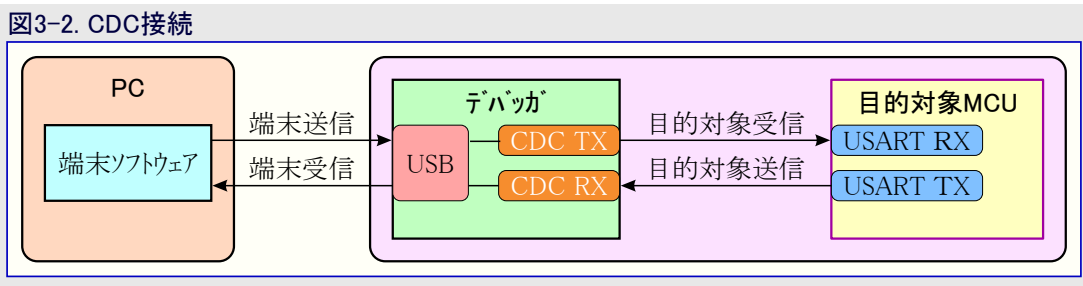 図3-2. CDC接続
PC
端末ソフトウェア
端末送信
端末受信
デバッガ
USB
CDC TX
CDC RX
目的対象受信
目的対象送信
目的対象MCU
USART RX
USART TX